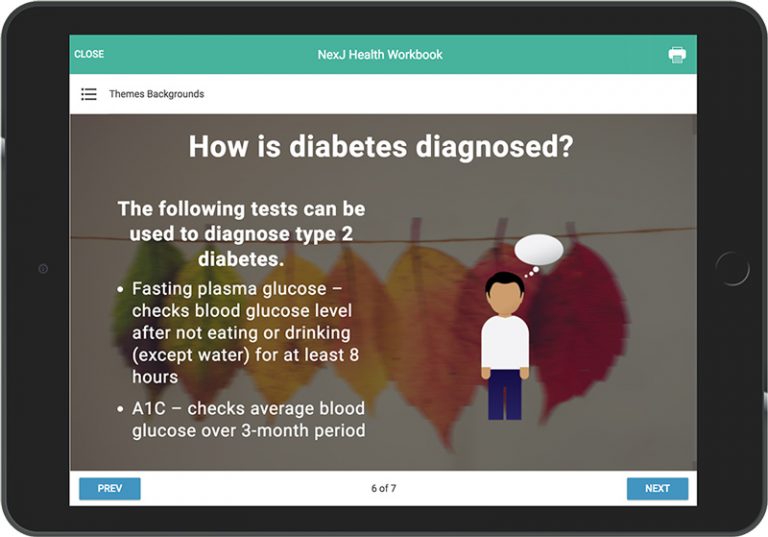 CLOSE
NexJ Health Workbook
Themes Backgrounds
How is diabetes diagnosed?
The following tests can be
used to diagnose type 2
diabetes.
• Fasting plasma glucose –
checks blood glucose level
after not eating or drinking
(except water) for at least 8
hours
• A1C – checks average blood
glucose over 3-month period
PREV
6 of 7
NEXT